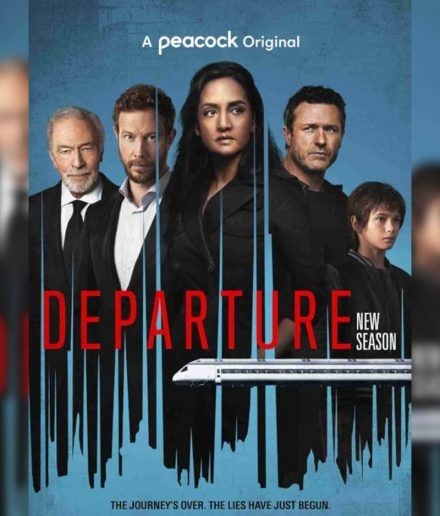 A peacock Original
DEPARTURE
NEW
SEASON
THE JOURNEY'S OVER. THE LIES HAVE JUST BEGUN.